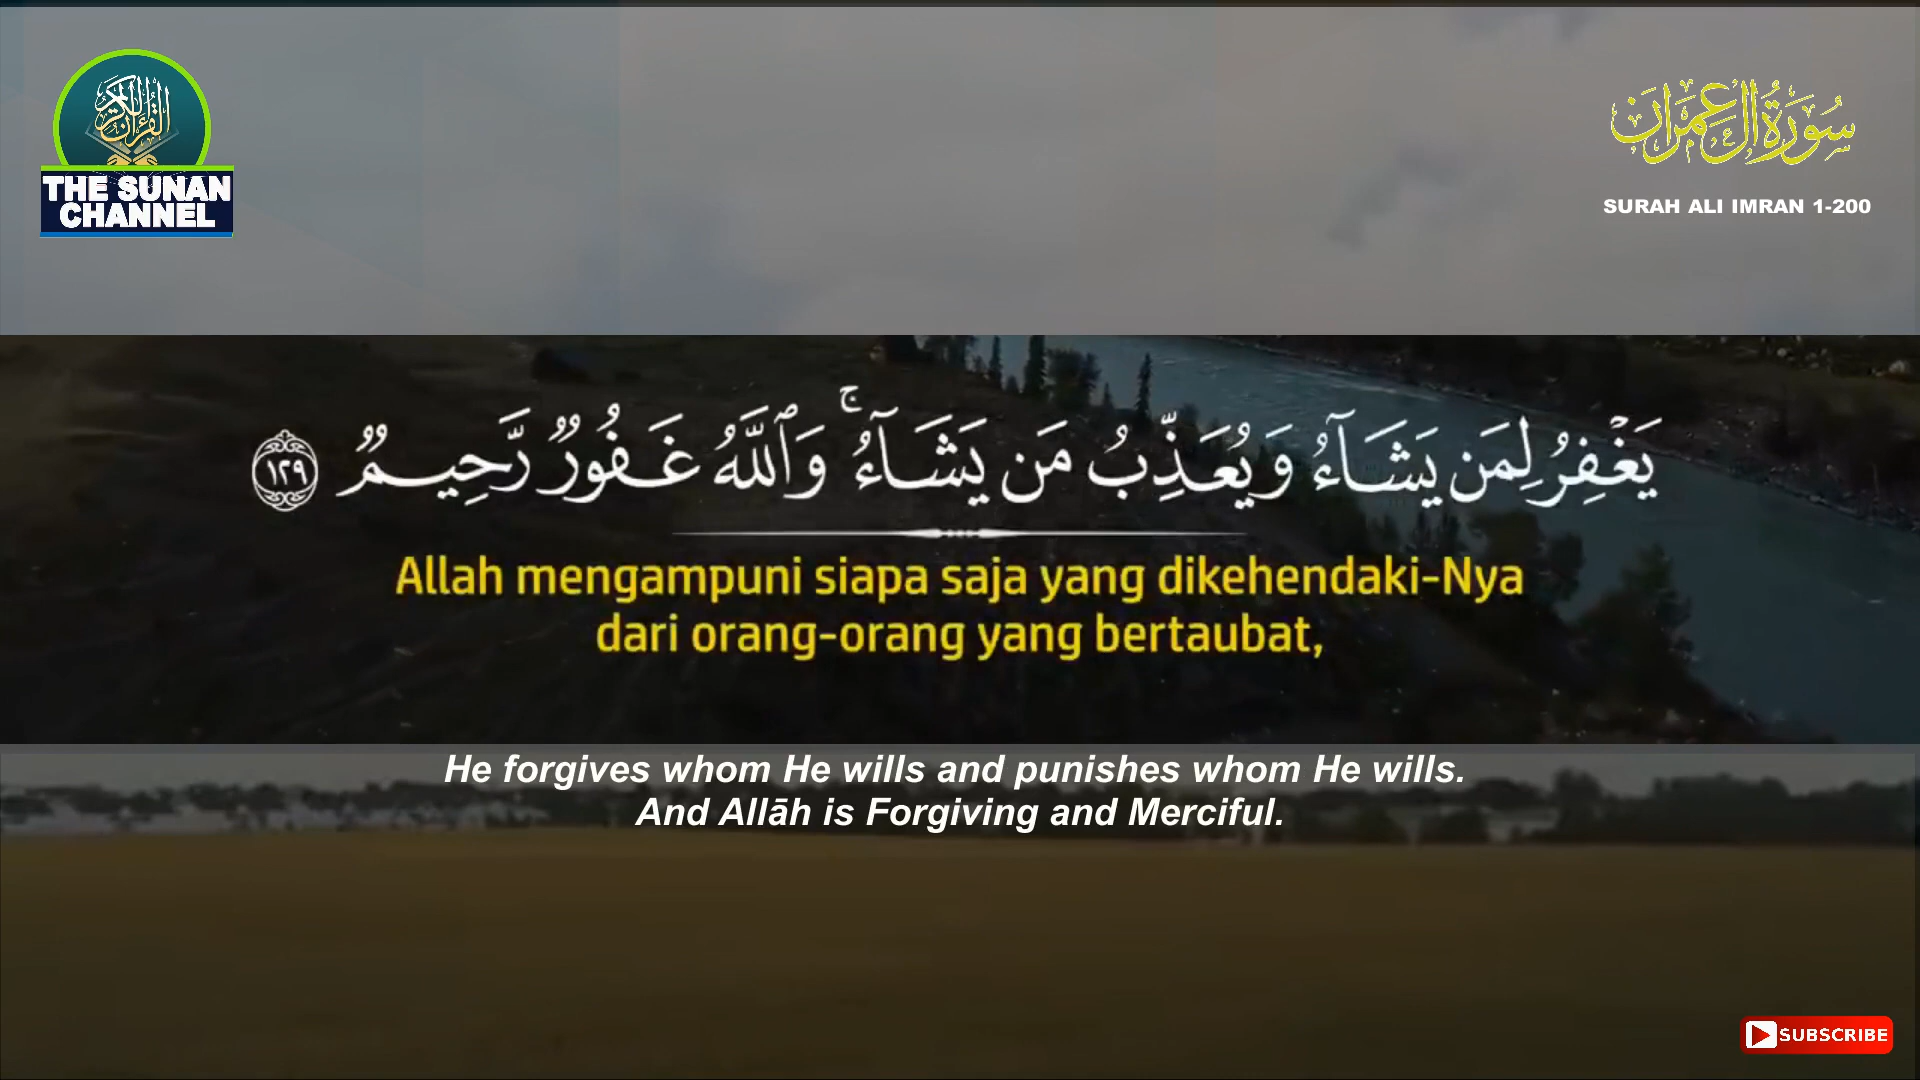 القرآن الكريم
THE SUNAN
CHANNEL
سُورَةُ آلِ عِمْرَان
SURAH ALI IMRAN 1-200
يَغْفِرُ لِمَن يَشَآءُ وَيُعَذِّبُ مَن يَشَآءُ ۚ وَٱللَّهُ غَفُورٌ رَّحِيمٌ ١٢٩
Allah mengampuni siapa saja yang dikehendaki-Nya
dari orang-orang yang bertaubat,
He forgives whom He wills and punishes whom He wills.
And Allāh is Forgiving and Merciful.
SUBSCRIBE